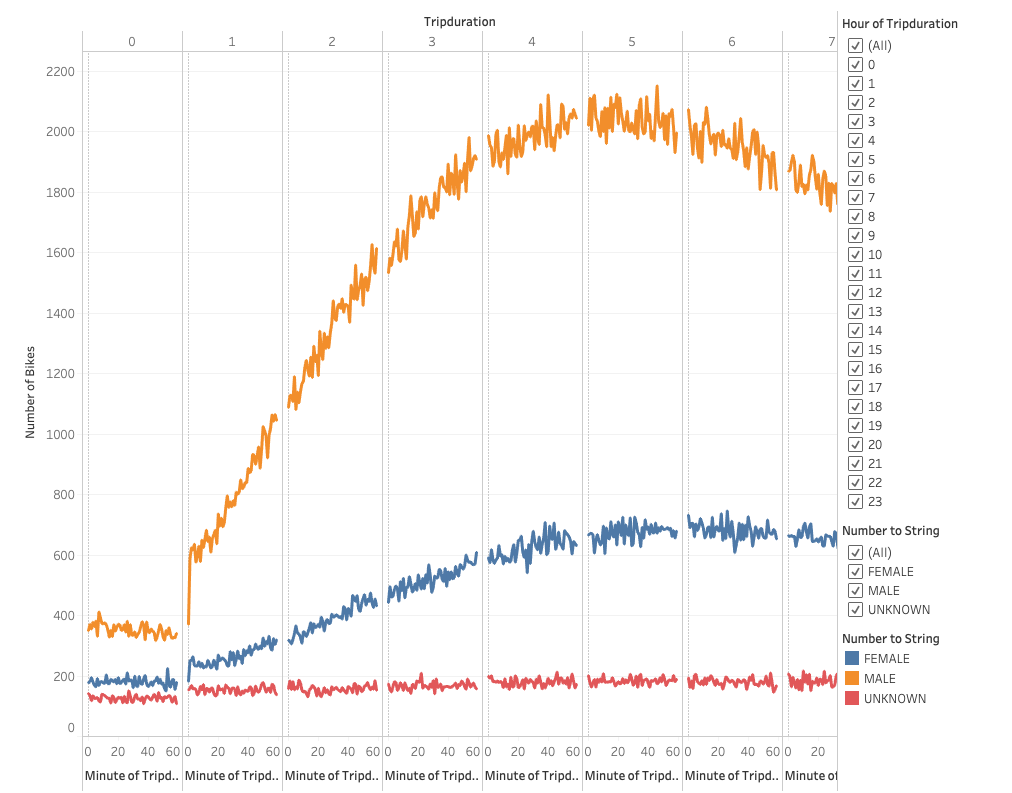 Tripduration
0 1 2 3 4 5 6 7
2200
2000
1800
1600
1400
1200
1000
800
600
400
200
0
Number of Bikes
0 20 40 60 0 20 40 60 0 20 40 60 0 20 40 60 0 20 40 60 0 20 40 60 0 20 40 60 0 20
Minute of Tripd.. Minute of Tripd.. Minute of Tripd.. Minute of Tripd.. Minute of Tripd.. Minute of Tripd.. Minute of Tripd.. Minute of
Hour of Tripduration
(All)
0
1
2
3
4
5
6
7
8
9
10
11
12
13
14
15
16
17
18
19
20
21
22
23
Number to String
(All)
FEMALE
MALE
UNKNOWN
Number to String
FEMALE
MALE
UNKNOWN